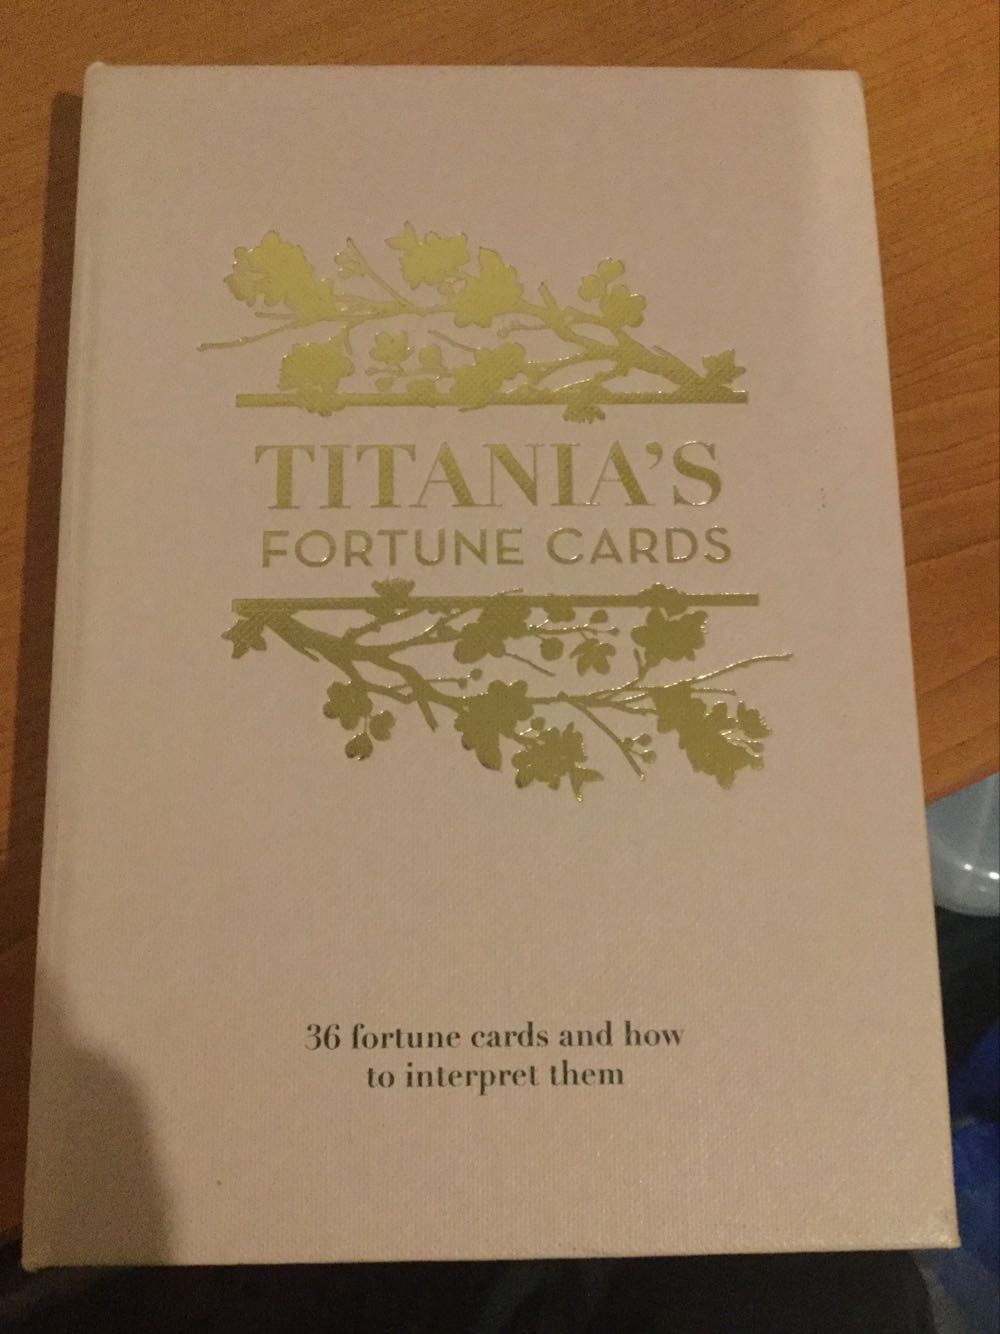 TITANIA'S
FORTUNE CARDS
36 fortune cards and how
to interpret them